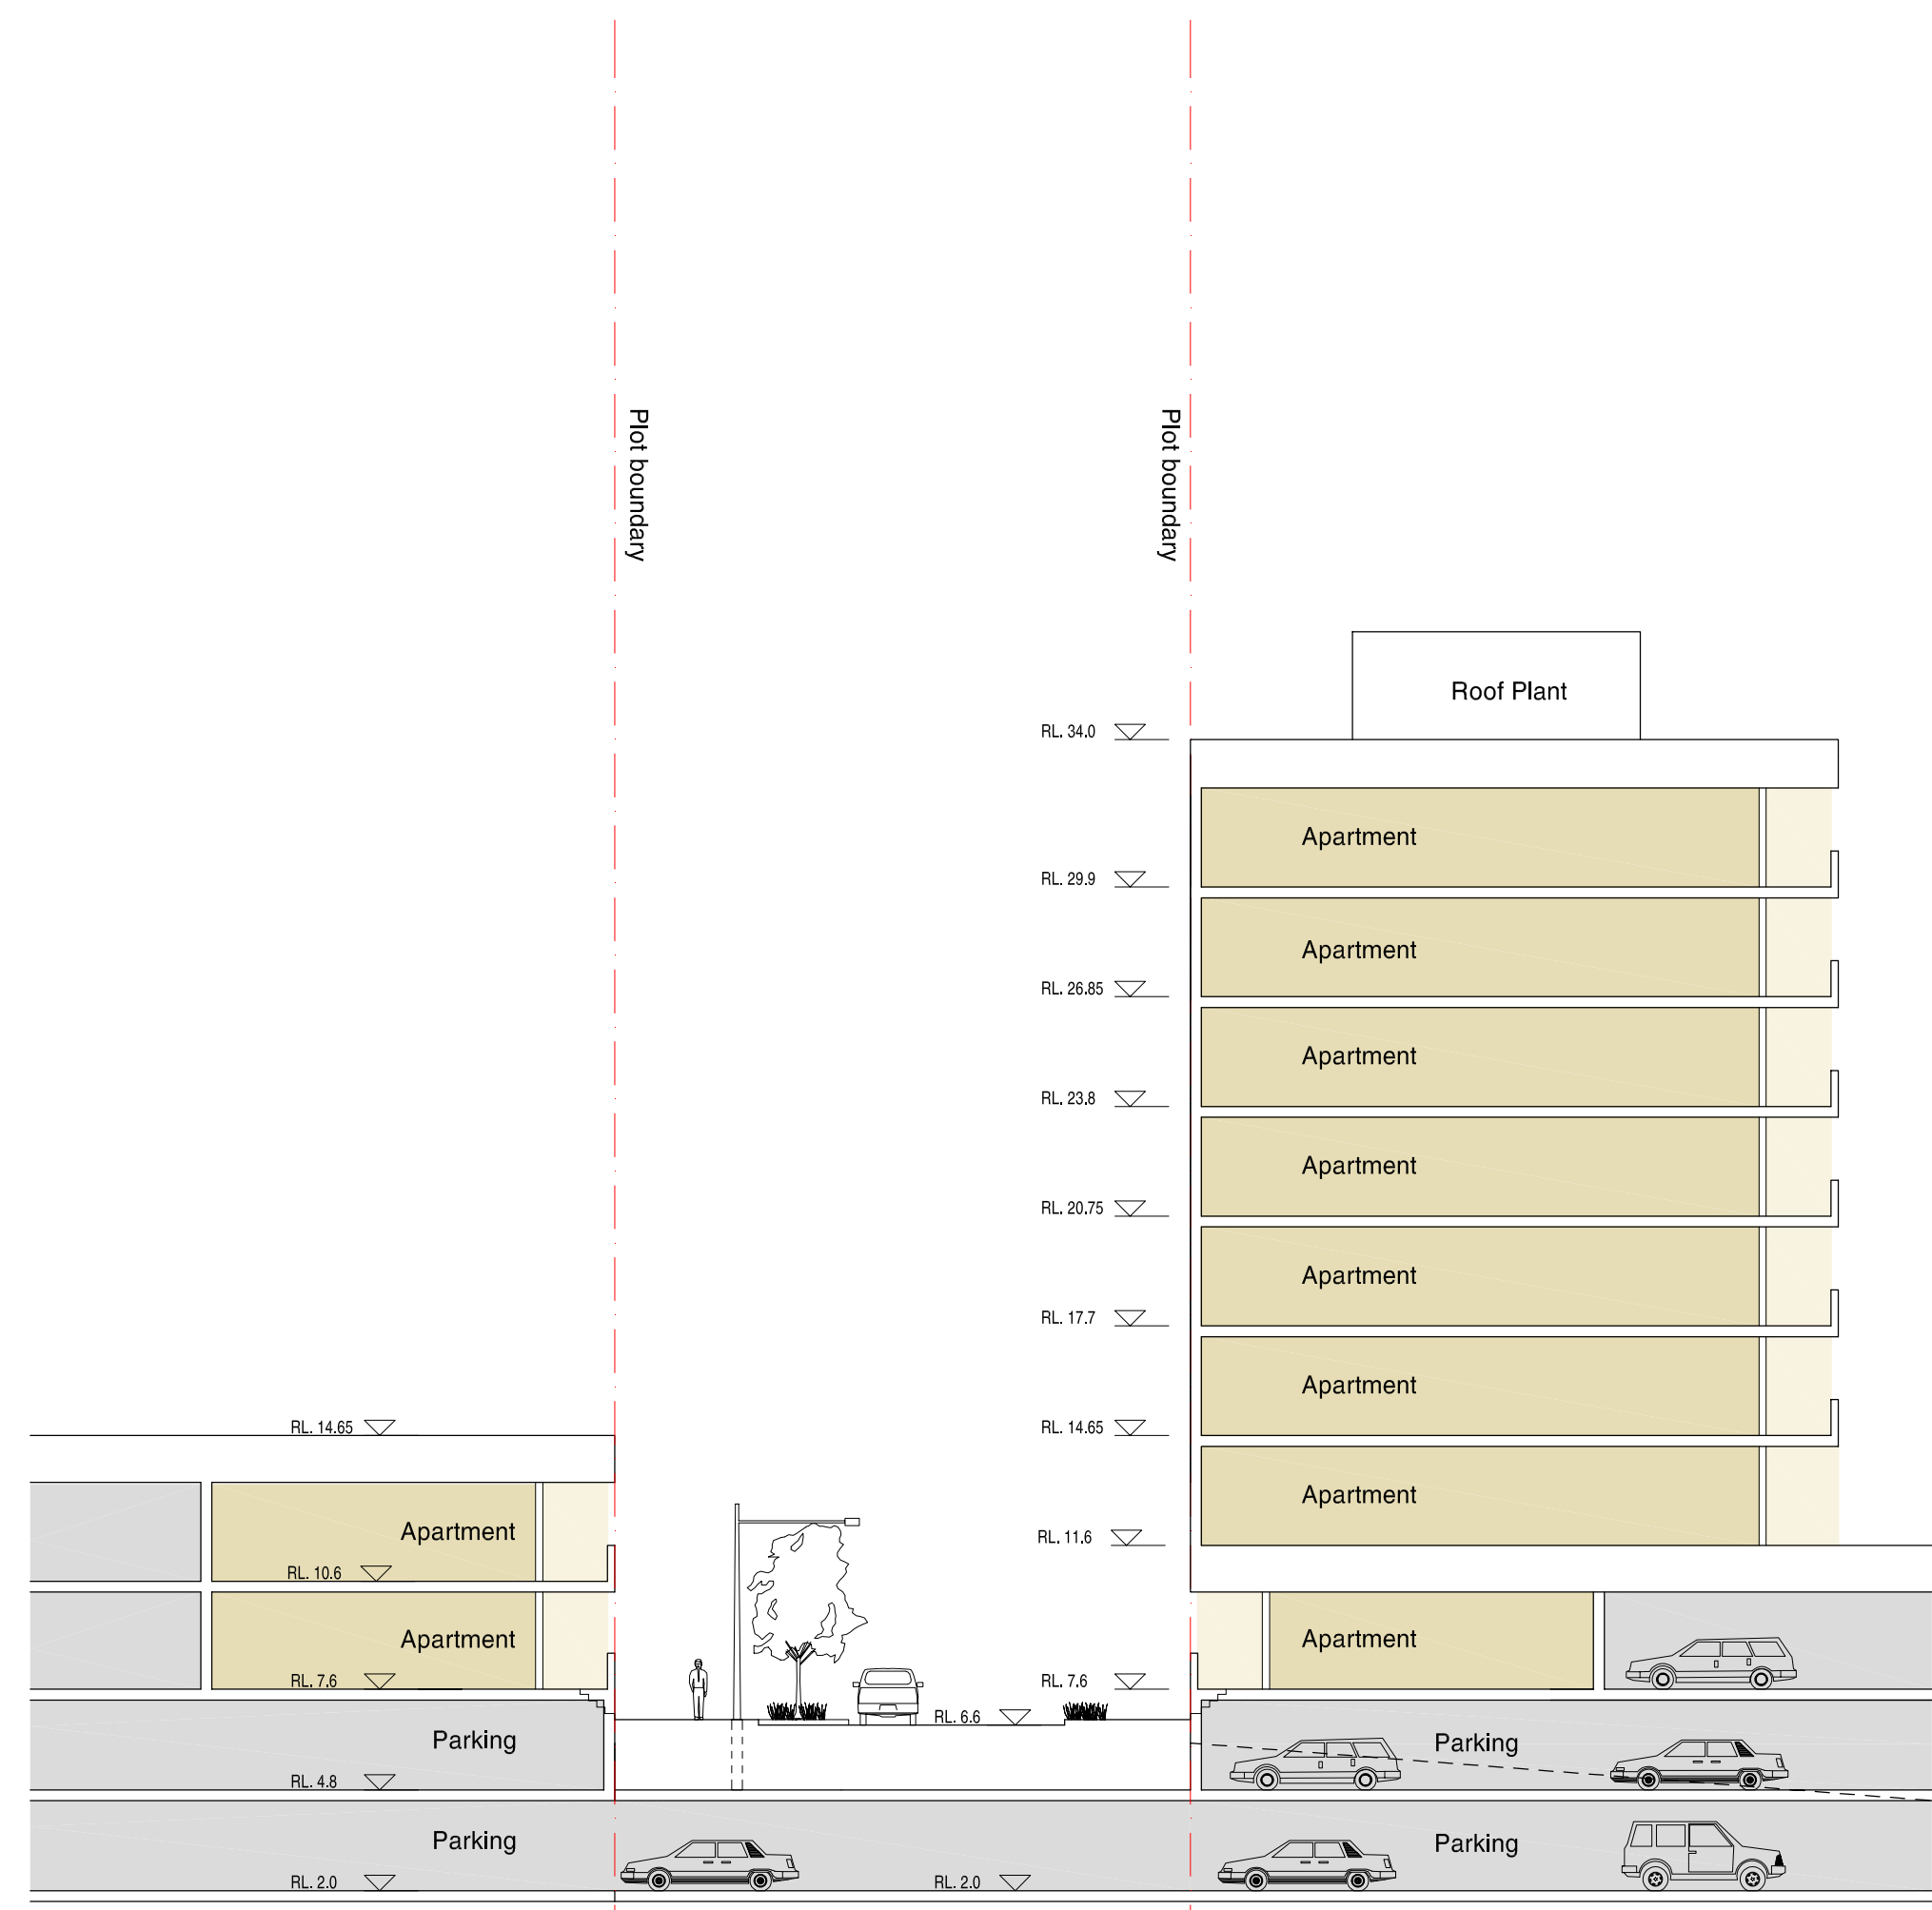 Plot boundary
Plot boundary
Roof Plant
RL. 34.0
Apartment
RL. 29.9
Apartment
RL. 26.85
Apartment
RL. 23.8
Apartment
RL. 20.75
Apartment
RL. 17.7
Apartment
RL. 14.65
RL. 14.65
Apartment
Apartment
RL. 11.6
RL. 10.6
Apartment
Apartment
RL. 7.6
RL. 7.6
RL. 6.6
Parking
Parking
RL. 4.8
Parking
Parking
RL. 2.0
RL. 2.0